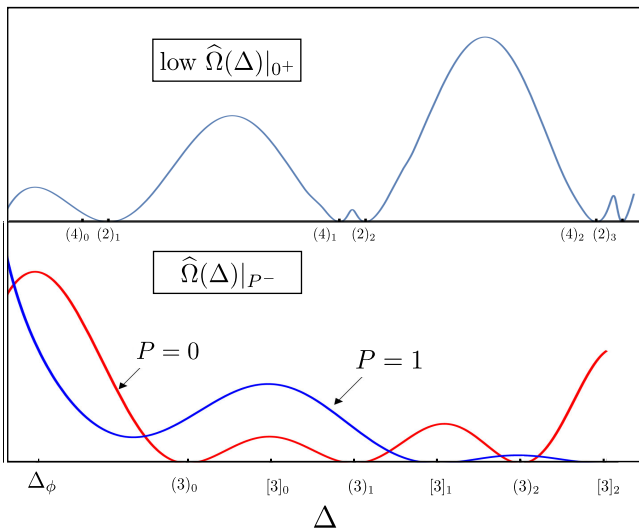 low Ω̂(Δ)|₀₊
(4)₀ (2)₁ (4)₁ (2)₂ (4)₂ (2)₃
Ω̂(Δ)|_{P⁻}
P = 0
P = 1
Δ_ϕ (3)₀ [3]₀ (3)₁ [3]₁ (3)₂ [3]₂
Δ